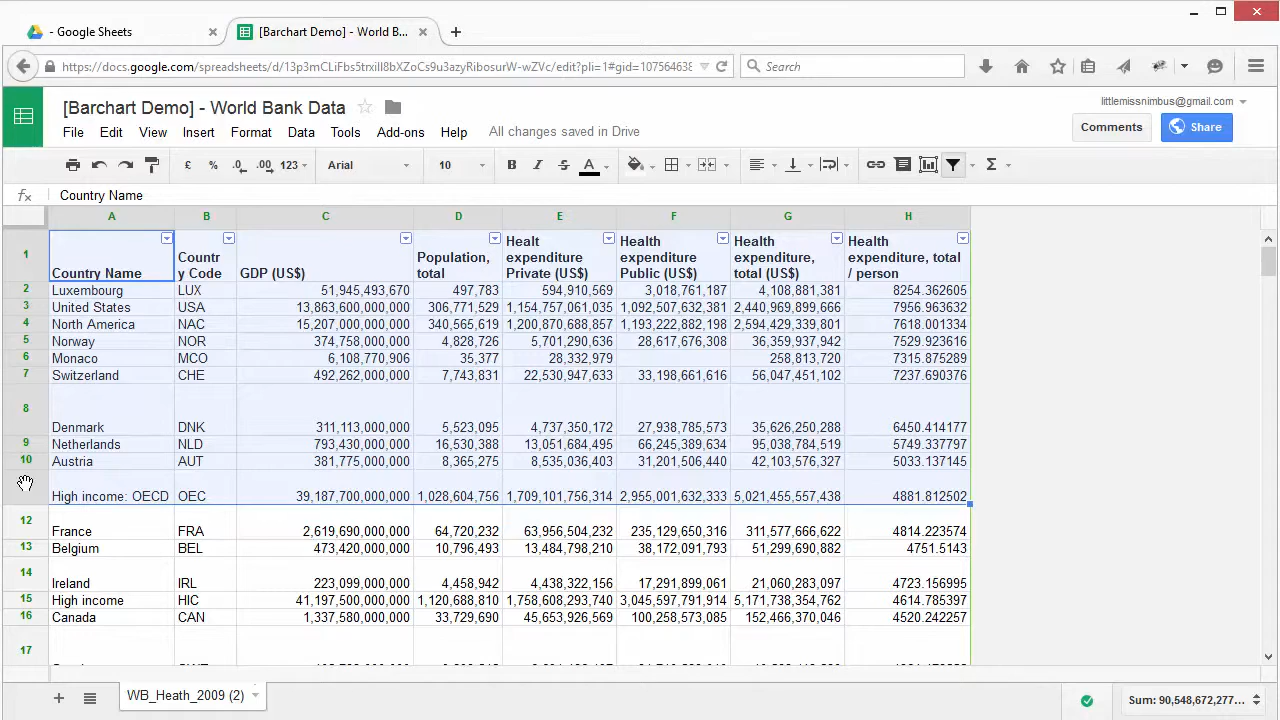 - Google Sheets
[Barchart Demo] - World B...
https://docs.google.com/spreadsheets/d/13p3mCLiFbs5txill8bXZoCs9u3azyRibosurW-wZVc/edit?pli=1#gid=107564638
Search
[Barchart Demo] - World Bank Data
littlemissnimbus@gmail.com
File Edit View Insert Format Data Tools Add-ons Help All changes saved in Drive
Comments
Share
£ % .0 .00 123 Arial 10 B I S A Σ
fx Country Name
A B C D E F G H
1 Country Name Country Code GDP (US$) Population, total Healt expenditure Private (US$) Health expenditure Public (US$) Health expenditure, total (US$) Health expenditure, total / person
2 Luxembourg LUX 51,945,493,670 497,783 594,910,569 3,018,761,187 4,108,881,381 8254.362605
3 United States USA 13,863,600,000,000 306,771,529 1,154,757,061,035 1,092,507,632,381 2,440,969,899,666 7956.963632
4 North America NAC 15,207,000,000,000 340,565,619 1,200,870,688,857 1,193,222,882,198 2,594,429,339,801 7618.001334
5 Norway NOR 374,758,000,000 4,828,726 5,701,290,636 28,617,676,308 36,359,937,942 7529.923616
6 Monaco MCO 6,108,770,906 35,377 28,332,979 258,813,720 7315.875289
7 Switzerland CHE 492,262,000,000 7,743,831 22,530,947,633 33,198,661,616 56,047,451,102 7237.690376
8 Denmark DNK 311,113,000,000 5,523,095 4,737,350,172 27,938,785,573 35,626,250,288 6450.414177
9 Netherlands NLD 793,430,000,000 16,530,388 13,051,684,495 66,245,389,634 95,038,784,519 5749.337797
10 Austria AUT 381,775,000,000 8,365,275 8,535,036,403 31,201,506,440 42,103,576,327 5033.137145
High income: OECD OEC 39,187,700,000,000 1,028,604,756 1,709,101,756,314 2,955,001,632,333 5,021,455,557,438 4881.812502
12 France FRA 2,619,690,000,000 64,720,232 63,956,504,232 235,129,650,316 311,577,666,622 4814.223574
13 Belgium BEL 473,420,000,000 10,796,493 13,484,798,210 38,172,091,793 51,299,690,882 4751.5143
14 Ireland IRL 223,099,000,000 4,458,942 4,438,322,156 17,291,899,061 21,060,283,097 4723.156995
15 High income HIC 41,197,500,000,000 1,120,688,810 1,758,608,293,740 3,045,597,791,914 5,171,738,354,762 4614.785397
16 Canada CAN 1,337,580,000,000 33,729,690 45,653,926,569 100,258,573,085 152,466,370,046 4520.242257
17
WB_Heath_2009 (2)
Sum: 90,548,672,277...